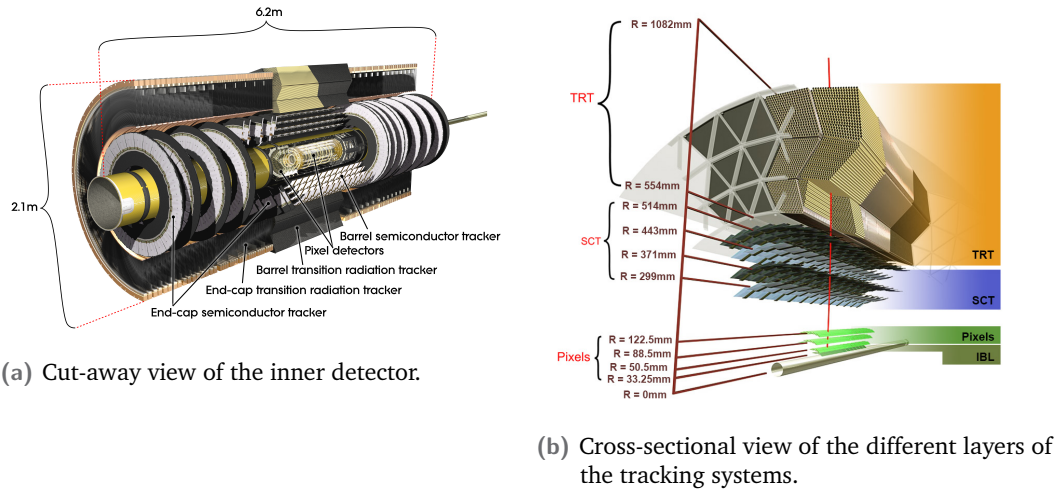 6.2m
2.1m
Barrel semiconductor tracker
Pixel detectors
Barrel transition radiation tracker
End-cap transition radiation tracker
End-cap semiconductor tracker
(a) Cut-away view of the inner detector.
R = 1082mm
TRT
R = 554mm
R = 514mm
SCT
R = 443mm
R = 371mm
R = 299mm
TRT
SCT
Pixels
R = 122.5mm
R = 88.5mm
R = 50.5mm
R = 33.25mm
R = 0mm
Pixels
IBL
(b) Cross-sectional view of the different layers of
the tracking systems.